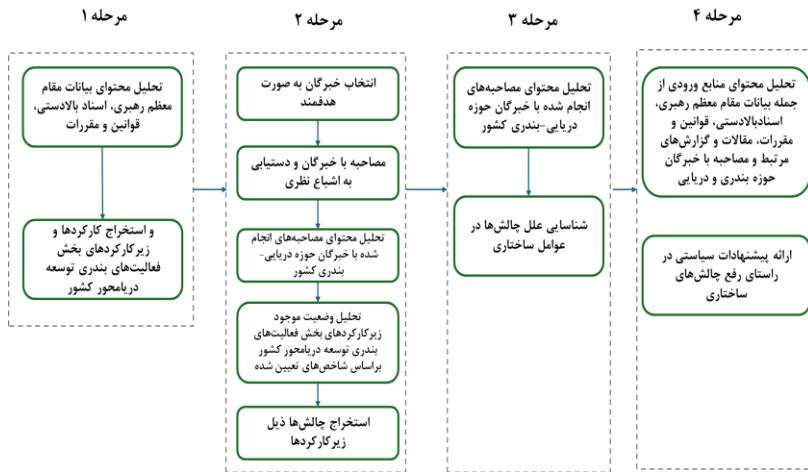 مرحله ۱
تحلیل محتوای بیانات مقام
معظم رهبری، اسناد بالادستی،
قوانین و مقررات
و استخراج کارکردها و
زیرکارکردهای بخش
فعالیت‌های بندری توسعه
دریامحور کشور
مرحله ۲
انتخاب خبرگان به صورت
هدفمند
مصاحبه با خبرگان و دستیابی
به اشباع نظری
تحلیل محتوای مصاحبه‌های انجام
شده با خبرگان حوزه دریایی-
بندری کشور
تحلیل وضعیت موجود
زیرکارکردهای بخش فعالیت‌های
بندری توسعه دریامحور کشور
براساس شاخص‌های تعیین شده
استخراج چالش‌ها ذیل
زیرکارکردها
مرحله ۳
تحلیل محتوای مصاحبه‌های
انجام شده با خبرگان حوزه
دریایی-بندری کشور
شناسایی علل چالش‌ها در
عوامل ساختاری
مرحله ۴
تحلیل محتوای منابع ورودی از
جمله بیانات مقام معظم رهبری،
اسنادبالادستی، قوانین و
مقررات، مقالات و گزارش‌های
مرتبط و مصاحبه با خبرگان
حوزه بندری و دریایی
ارائه پیشنهادات سیاستی در
راستای رفع چالش‌های
ساختاری